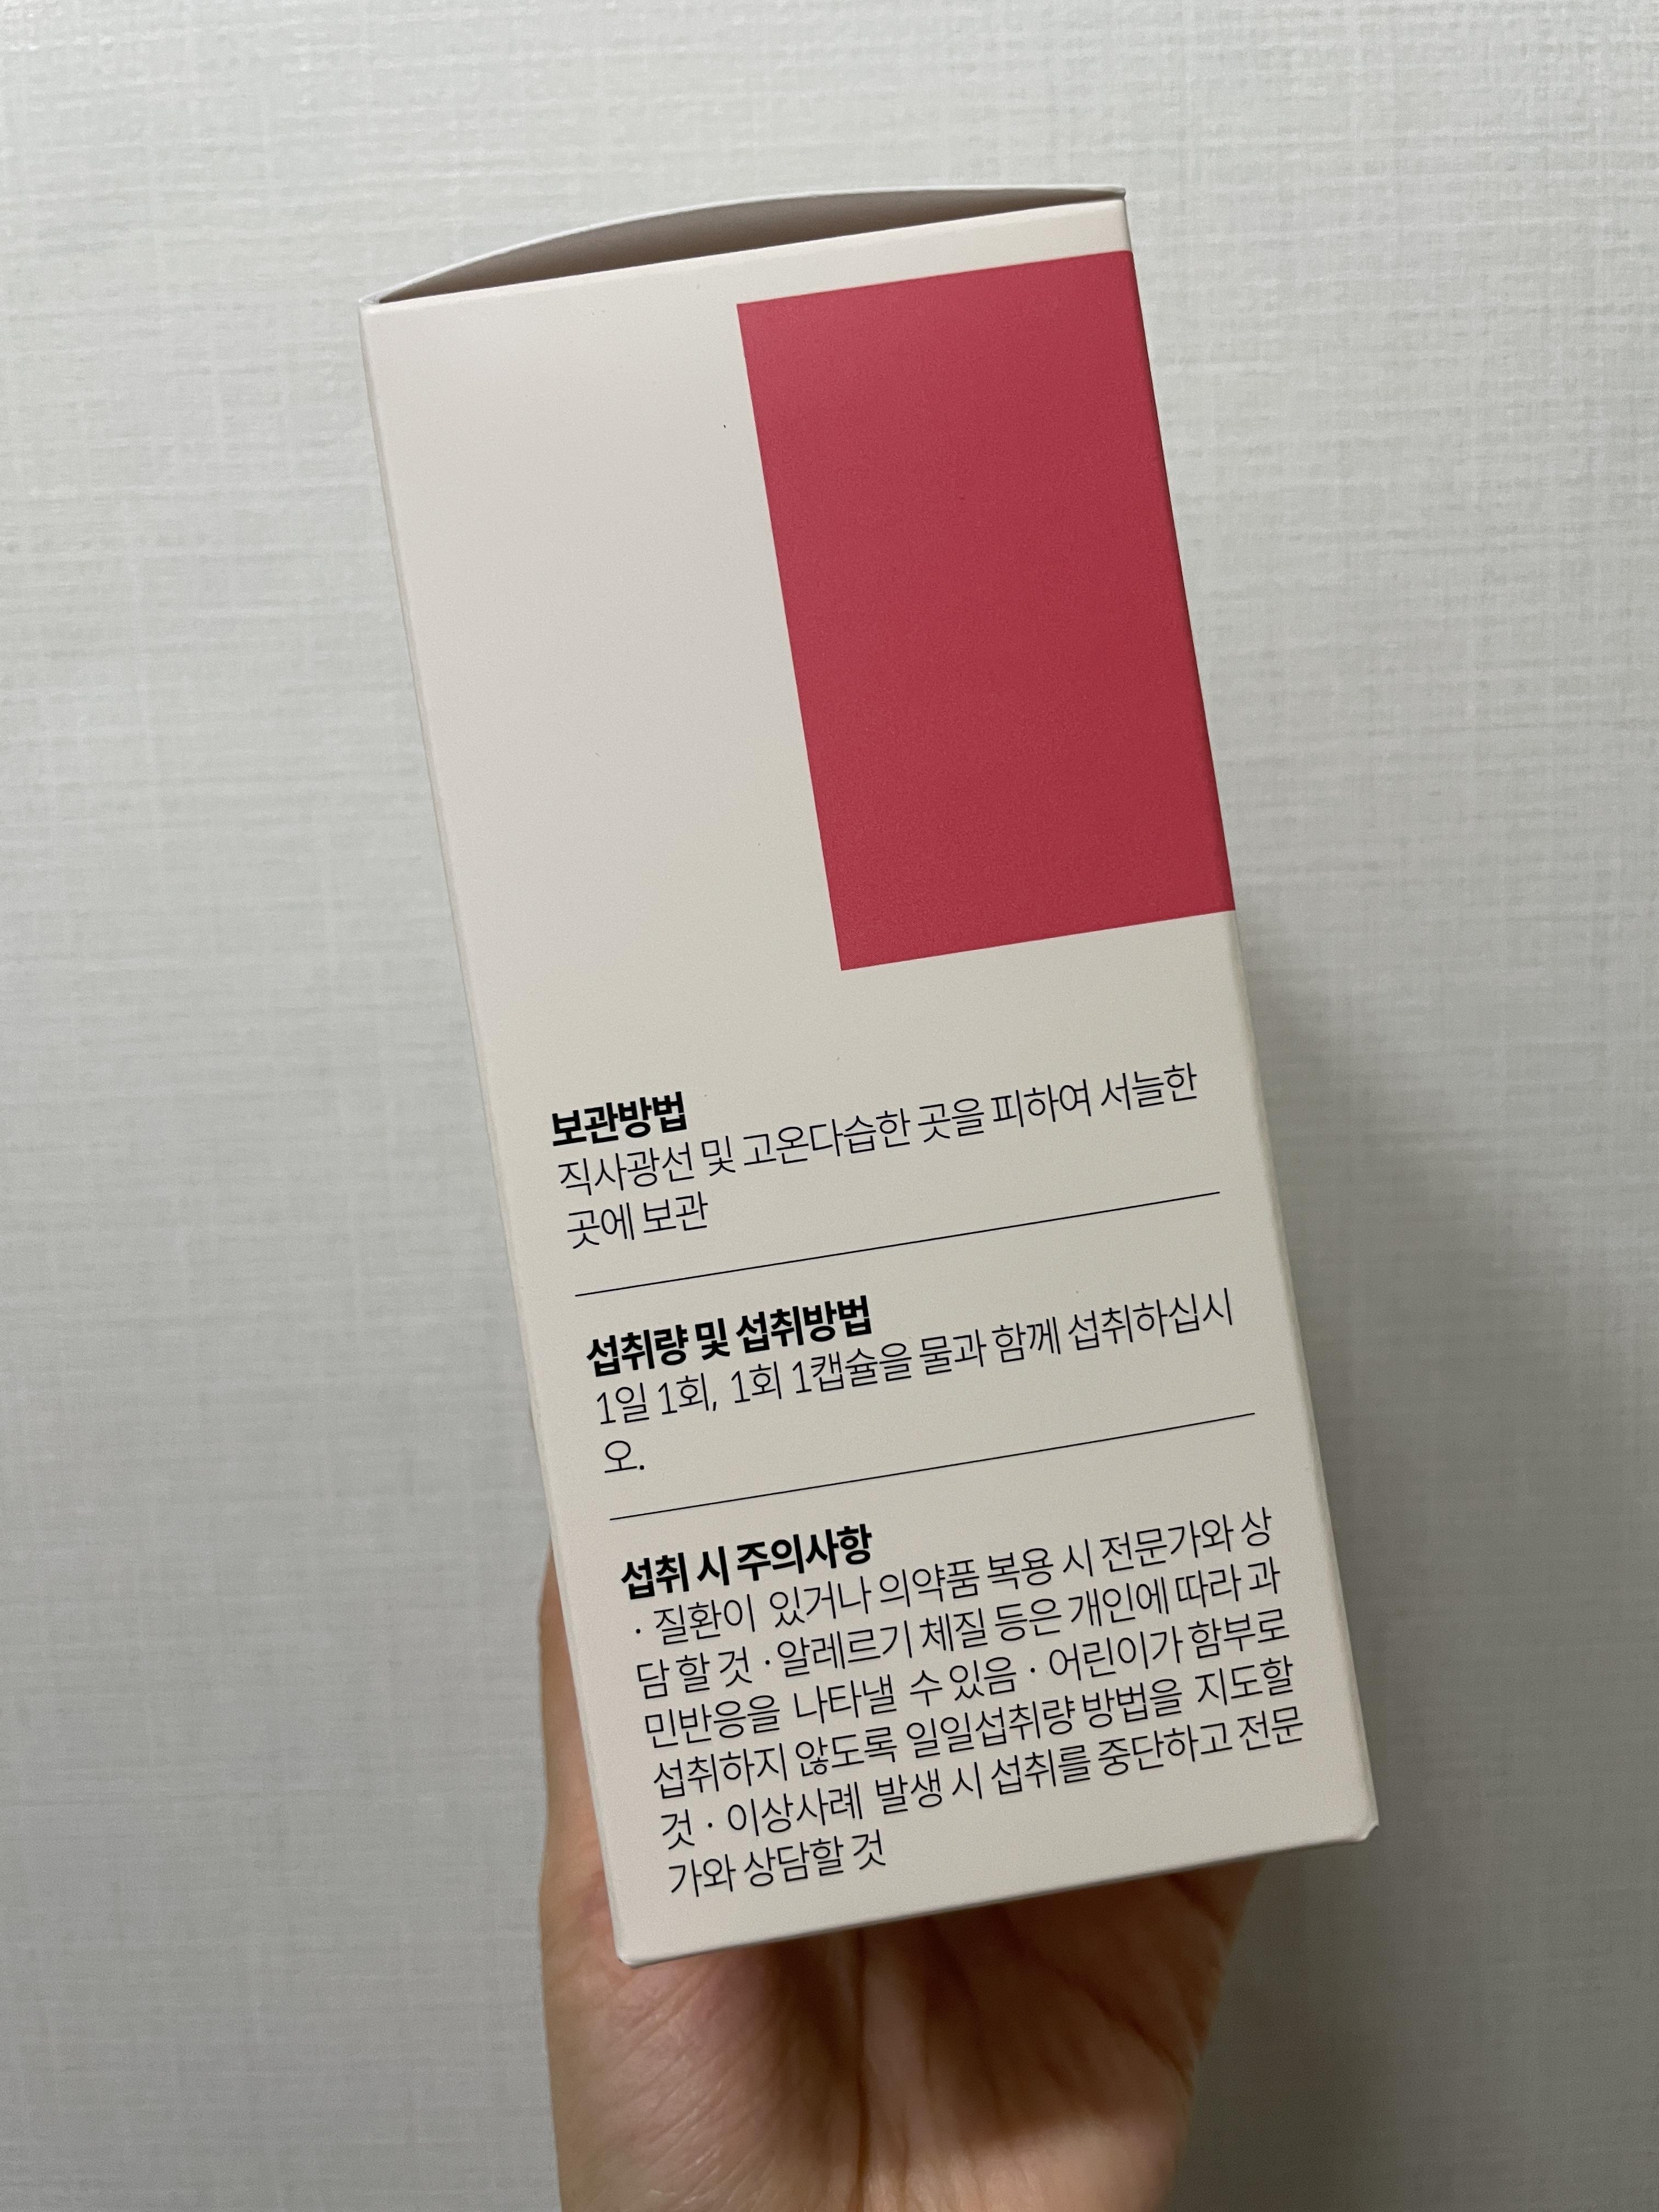 보관방법
직사광선 및 고온다습한 곳을 피하여 서늘한
곳에 보관
섭취량 및 섭취방법
1일 1회, 1회 1캡슐을 물과 함께 섭취하십시
오.
섭취 시 주의사항
· 질환이 있거나 의약품 복용 시 전문가와 상
담 할 것 · 알레르기 체질 등은 개인에 따라 과
민반응을 나타낼 수 있음 · 어린이가 함부로
섭취하지 않도록 일일섭취량 방법을 지도할
것 · 이상사례 발생 시 섭취를 중단하고 전문
가와 상담할 것